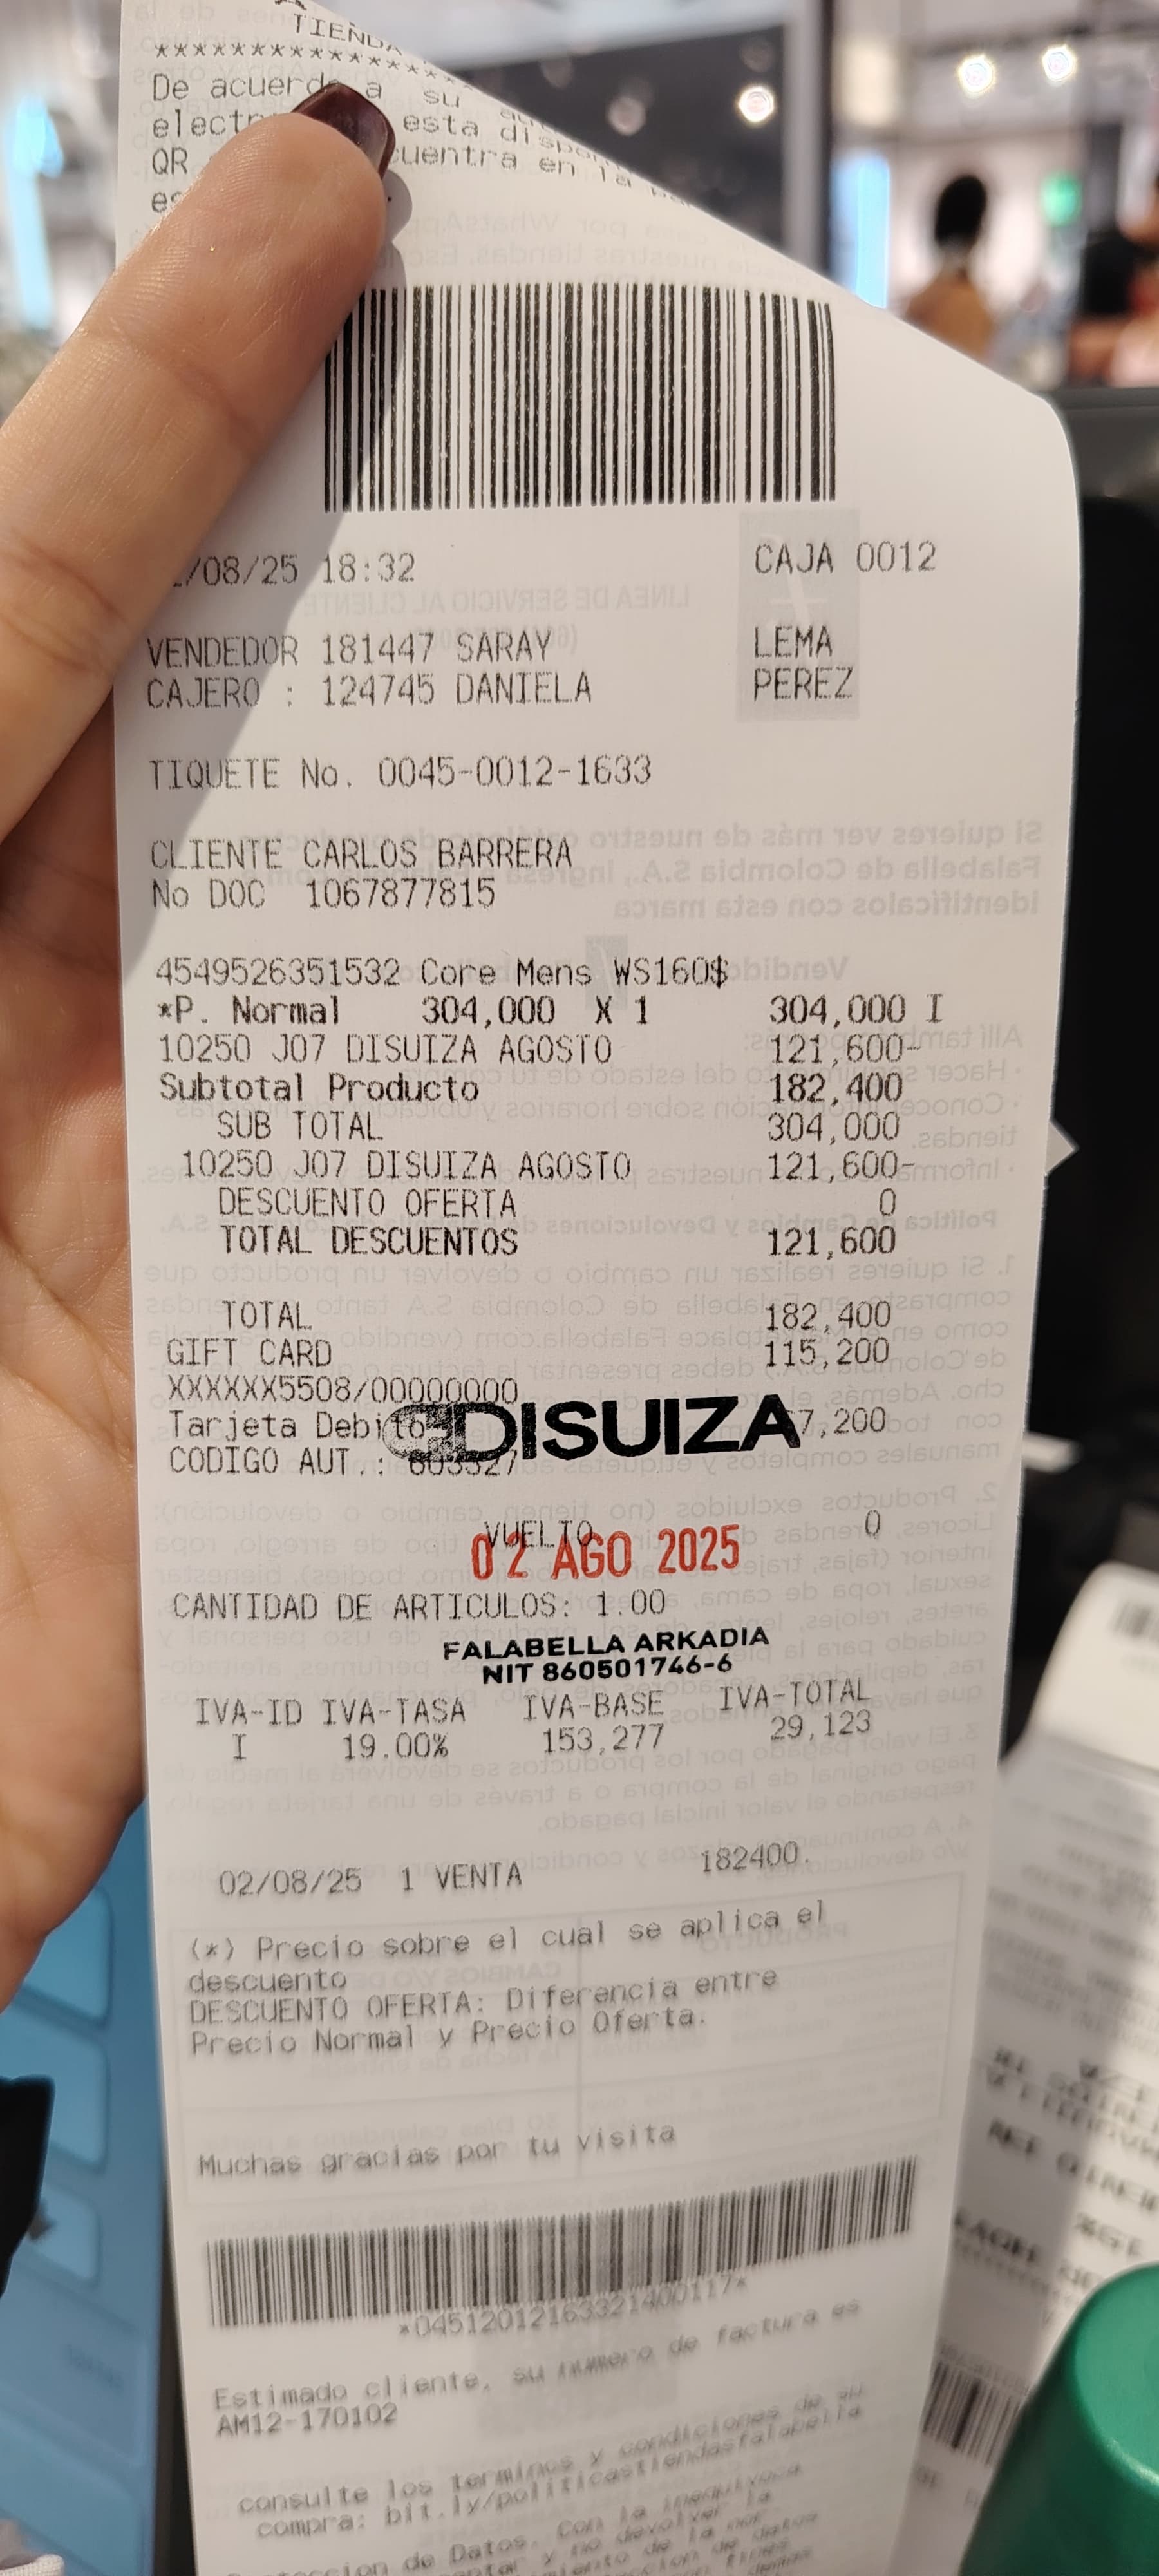 TIENDA
********************
De acuerdo a su
esta
QR cuentra en la
/08/25 18:32 CAJA 0012
VENDEDOR 181447 SARAY LEMA
CAJERO : 124745 DANIELA PEREZ
TIQUETE No. 0045-0012-1633
CLIENTE CARLOS BARRERA
No DOC 1067877815
4549526351532 Core Mens WS160$
*P. Normal 304,000 X 1 304,000 I
10250 J07 DISUIZA AGOSTO 121,600-
Subtotal Producto 182,400
SUB TOTAL 304,000
10250 J07 DISUIZA AGOSTO 121,600-
DESCUENTO OFERTA 0
TOTAL DESCUENTOS 121,600
TOTAL 182,400
GIFT CARD 115,200
XXXXXX5508/00000000
Tarjeta Debito 67,200
DISUIZA
CODIGO AUT.:
VUELTO 0
02 AGO 2025
CANTIDAD DE ARTICULOS: 1.00
FALABELLA ARKADIA
NIT 860501746-6
IVA-ID IVA-TASA IVA-BASE IVA-TOTAL
I 19.00% 153,277 29,123
02/08/25 1 VENTA 182400.
(*) Precio sobre el cual se aplica el
descuento
DESCUENTO OFERTA: Diferencia entre
Precio Normal y Precio Oferta.
Muchas gracias por tu visita
Estimado cliente, su numero de factura es
AM12-170102
consulte los terminos y condiciones de su
compra: bit.ly/politicastiendasfalabella
Datos. Con la inequivoca